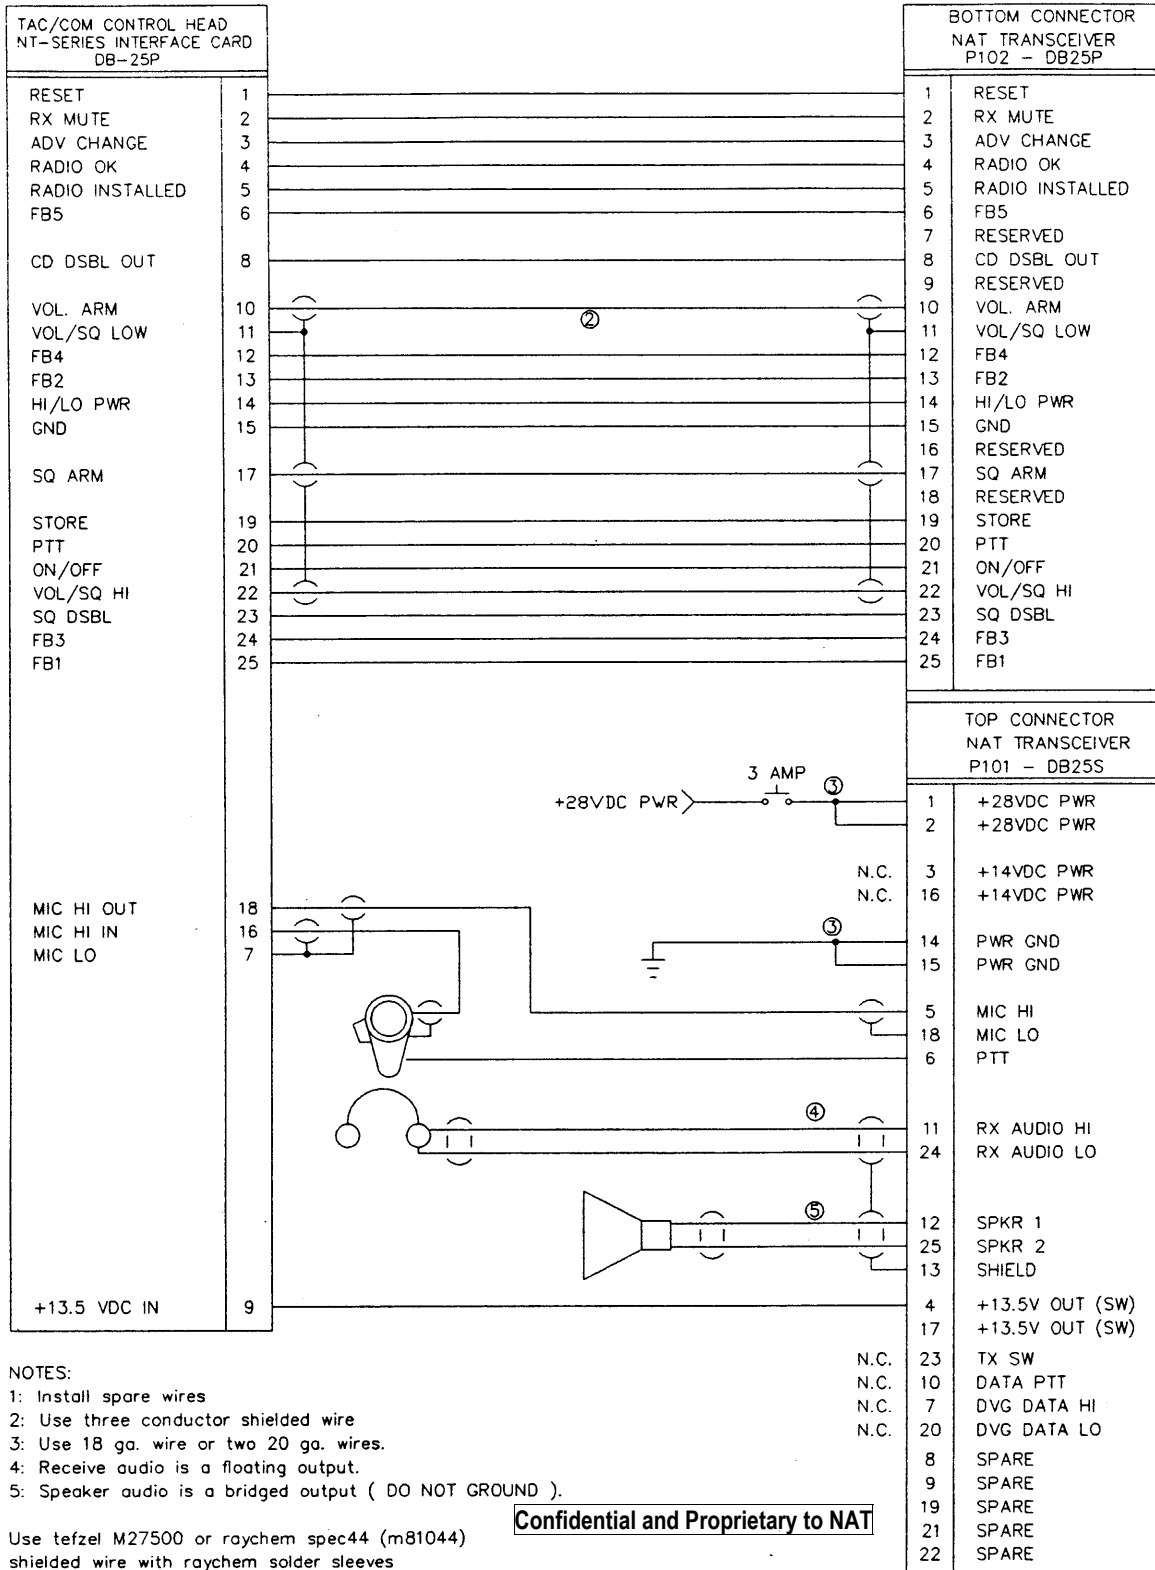 TAC/COM CONTROL HEAD
NT-SERIES INTERFACE CARD
DB-25P
BOTTOM CONNECTOR
NAT TRANSCEIVER
P102 - DB25P
RESET 1 1 RESET
RX MUTE 2 2 RX MUTE
ADV CHANGE 3 3 ADV CHANGE
RADIO OK 4 4 RADIO OK
RADIO INSTALLED 5 5 RADIO INSTALLED
FB5 6 6 FB5
7 RESERVED
CD DSBL OUT 8 8 CD DSBL OUT
9 RESERVED
VOL. ARM 10 10 VOL. ARM
2
VOL/SQ LOW 11 11 VOL/SQ LOW
FB4 12 12 FB4
FB2 13 13 FB2
HI/LO PWR 14 14 HI/LO PWR
GND 15 15 GND
16 RESERVED
SQ ARM 17 17 SQ ARM
18 RESERVED
STORE 19 19 STORE
PTT 20 20 PTT
ON/OFF 21 21 ON/OFF
VOL/SQ HI 22 22 VOL/SQ HI
SQ DSBL 23 23 SQ DSBL
FB3 24 24 FB3
FB1 25 25 FB1
TOP CONNECTOR
NAT TRANSCEIVER
P101 - DB25S
3 AMP 3
+28VDC PWR 1 +28VDC PWR
2 +28VDC PWR
N.C. 3 +14VDC PWR
N.C. 16 +14VDC PWR
MIC HI OUT 18
MIC HI IN 16
MIC LO 7
3
14 PWR GND
15 PWR GND
5 MIC HI
18 MIC LO
6 PTT
4
11 RX AUDIO HI
24 RX AUDIO LO
5
12 SPKR 1
25 SPKR 2
13 SHIELD
+13.5 VDC IN 9 4 +13.5V OUT (SW)
17 +13.5V OUT (SW)
N.C. 23 TX SW
N.C. 10 DATA PTT
N.C. 7 DVG DATA HI
N.C. 20 DVG DATA LO
8 SPARE
9 SPARE
19 SPARE
21 SPARE
22 SPARE
NOTES:
1: Install spare wires
2: Use three conductor shielded wire
3: Use 18 ga. wire or two 20 ga. wires.
4: Receive audio is a floating output.
5: Speaker audio is a bridged output ( DO NOT GROUND ).
Confidential and Proprietary to NAT
Use tefzel M27500 or raychem spec44 (m81044)
shielded wire with raychem solder sleeves